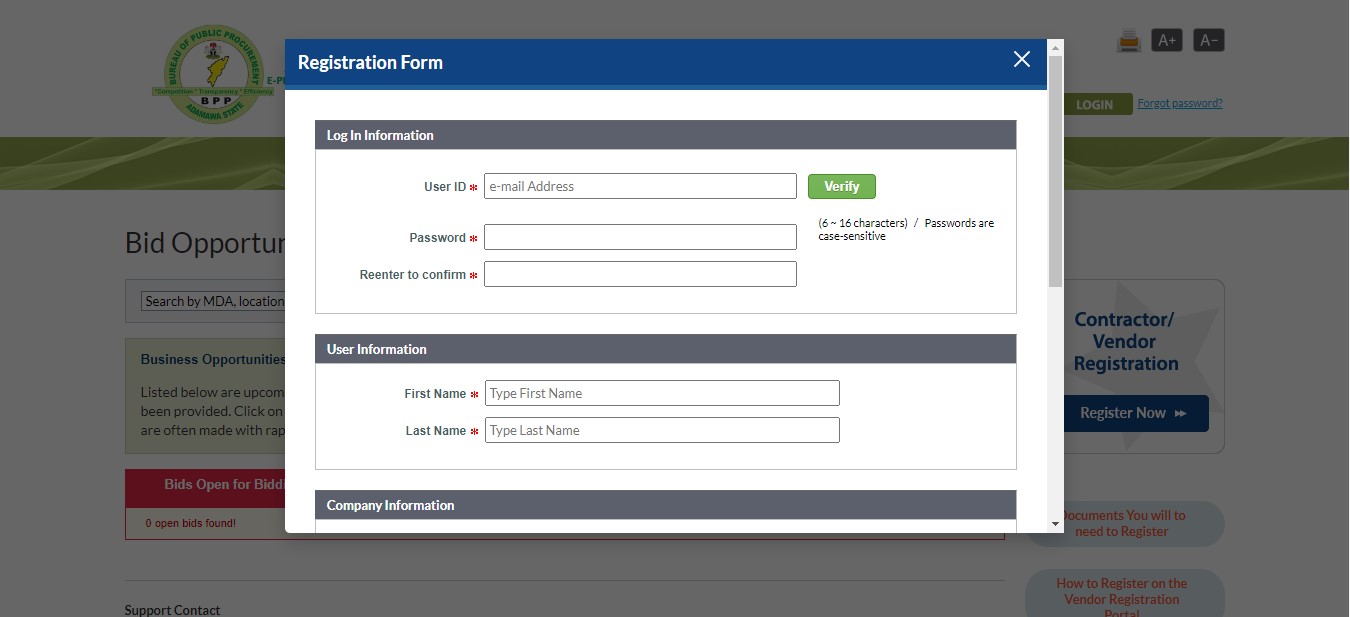 BUREAU OF PUBLIC PROCUREMENT
"Competition * Transparency * Efficiency
B P P
ADAMAWA STATE
A+
A-
Registration Form
LOGIN
Forgot password?
Log In Information
User ID *
e-mail Address
Verify
(6 ~ 16 characters) / Passwords are
case-sensitive
Password *
Reenter to confirm *
Bid Opportun
Search by MDA, location
User Information
First Name *
Type First Name
Last Name *
Type Last Name
Business Opportunities
Listed below are upcom
been provided. Click on
are often made with rap
Contractor/
Vendor
Registration
Register Now
Company Information
Bids Open for Biddi
0 open bids found!
Documents You will to
need to Register
How to Register on the
Vendor Registration
Portal
Support Contact